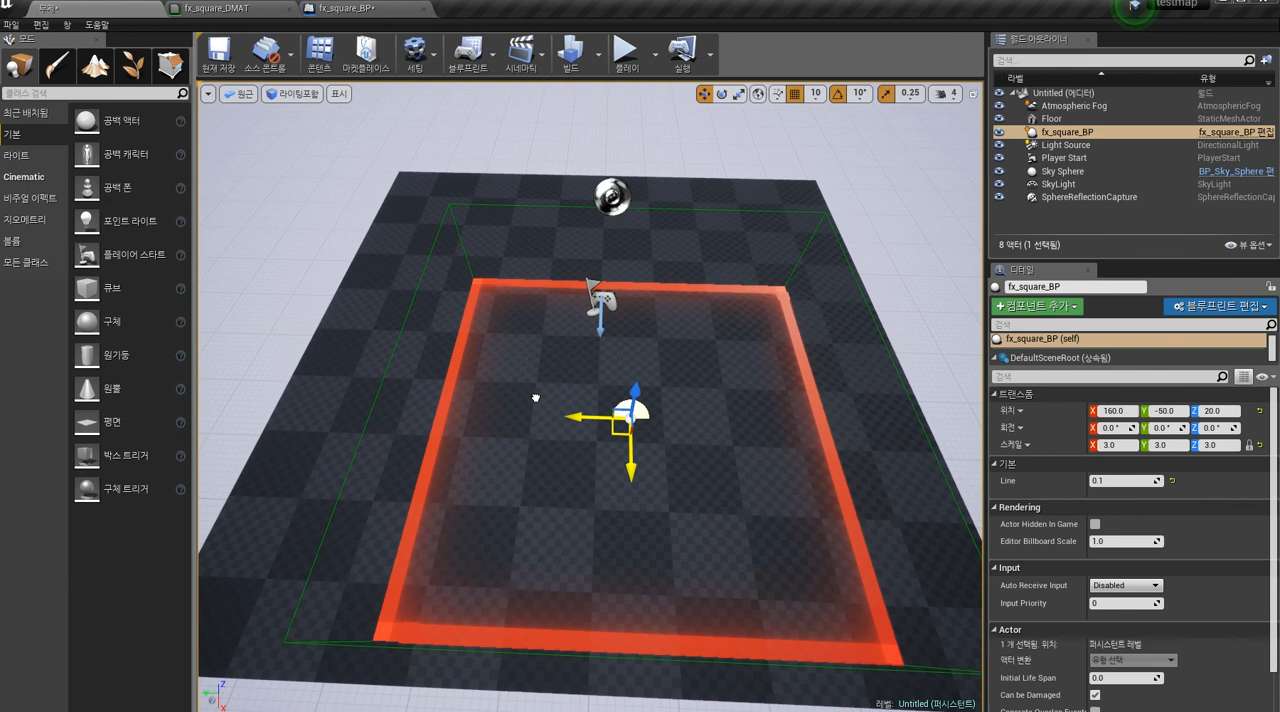 무제*
fx_square_DMAT
fx_square_BP*
testmap
파일 편집 창 도움말
모드
현재 저장
소스 콘트롤
콘텐츠
마켓플레이스
세팅
블루프린트
시네마틱
빌드
플레이
실행
클래스 검색
최근 배치됨
기본
라이트
Cinematic
비주얼 이펙트
지오메트리
볼륨
모든 클래스
공백 액터
공백 캐릭터
공백 폰
포인트 라이트
플레이어 스타트
큐브
구체
원기둥
원뿔
평면
박스 트리거
구체 트리거
원근
라이팅포함
표시
10
10°
0.25
4
레벨: Untitled (퍼시스턴트)
월드 아웃라이너
검색..
라벨 유형
Untitled (에디터) 월드
Atmospheric Fog AtmosphericFog
Floor StaticMeshActor
fx_square_BP fx_square_BP 편집
Light Source DirectionalLight
Player Start PlayerStart
Sky Sphere BP_Sky_Sphere 편
SkyLight SkyLight
SphereReflectionCapture SphereReflectionCap
8 액터 (1 선택됨) 뷰 옵션
디테일
fx_square_BP
+컴포넌트 추가 블루프린트 편집
검색
fx_square_BP (self)
DefaultSceneRoot (상속됨)
검색
트랜스폼
위치 X 160.0 Y -50.0 Z 20.0
회전 X 0.0 ° Y 0.0 ° Z 0.0 °
스케일 X 3.0 Y 3.0 Z 3.0
기본
Line 0.1
Rendering
Actor Hidden In Game
Editor Billboard Scale 1.0
Input
Auto Receive Input Disabled
Input Priority 0
Actor
1 개 선택됨, 위치: 퍼시스턴트 레벨
액터 변환 유형 선택
Initial Life Span 0.0
Can be Damaged